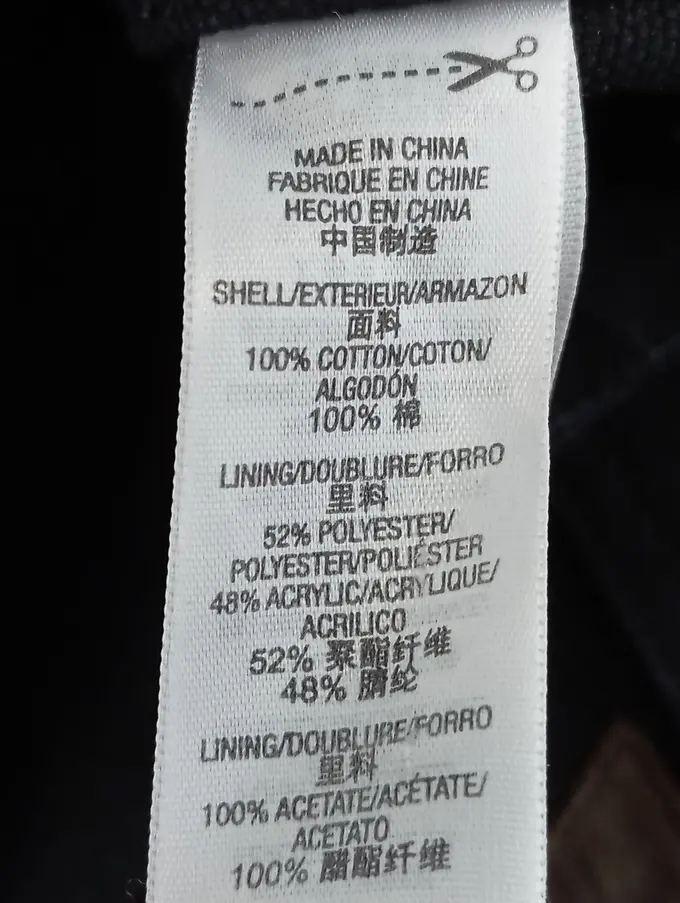 MADE IN CHINA
FABRIQUE EN CHINE
HECHO EN CHINA
中国制造
SHELL/EXTERIEUR/ARMAZON
面料
100% COTTON/COTON/
ALGODÓN
100% 棉
LINING/DOUBLURE/FORRO
里料
52% POLYESTER/
POLYESTER/POLIÉSTER
48% ACRYLIC/ACRYLIQUE/
ACRILICO
52% 聚酯纤维
48% 腈纶
LINING/DOUBLURE/FORRO
里料
100% ACETATE/ACÉTATE/
ACETATO
100% 醋酯纤维